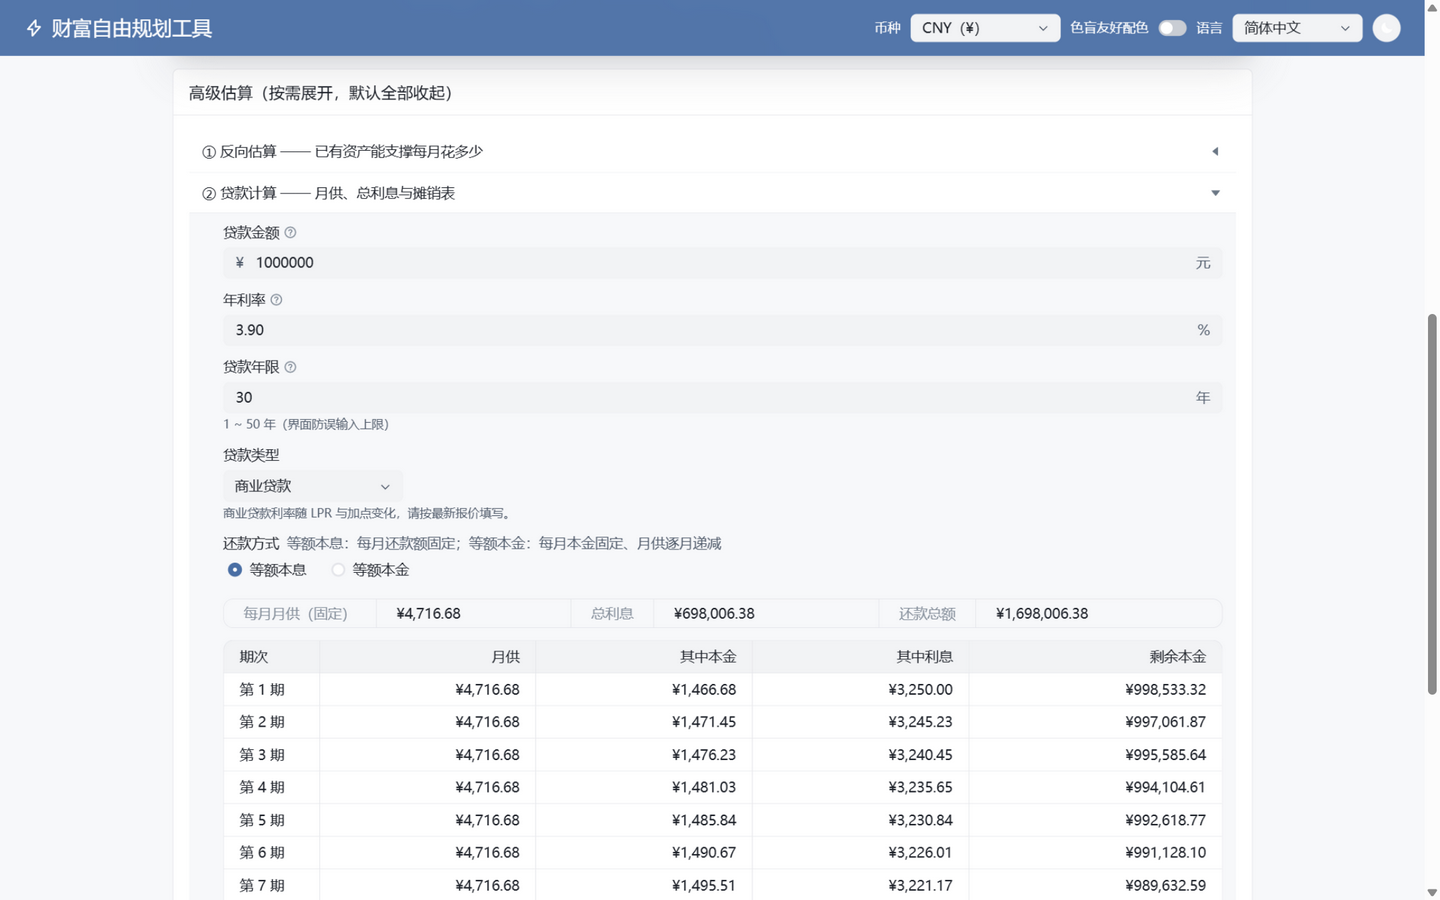 财富自由规划工具
币种 CNY (¥) 色盲友好配色 语言 简体中文
高级估算（按需展开，默认全部收起）
① 反向估算 —— 已有资产能支撑每月花多少
② 贷款计算 —— 月供、总利息与摊销表
贷款金额
¥ 1000000 元
年利率
3.90 %
贷款年限
30 年
1 ~ 50 年（界面防误输入上限）
贷款类型
商业贷款
商业贷款利率随 LPR 与加点变化，请按最新报价填写。
还款方式 等额本息：每月还款额固定；等额本金：每月本金固定、月供逐月递减
等额本息 等额本金
每月月供（固定） ¥4,716.68 总利息 ¥698,006.38 还款总额 ¥1,698,006.38
期次 月供 其中本金 其中利息 剩余本金
第 1 期 ¥4,716.68 ¥1,466.68 ¥3,250.00 ¥998,533.32
第 2 期 ¥4,716.68 ¥1,471.45 ¥3,245.23 ¥997,061.87
第 3 期 ¥4,716.68 ¥1,476.23 ¥3,240.45 ¥995,585.64
第 4 期 ¥4,716.68 ¥1,481.03 ¥3,235.65 ¥994,104.61
第 5 期 ¥4,716.68 ¥1,485.84 ¥3,230.84 ¥992,618.77
第 6 期 ¥4,716.68 ¥1,490.67 ¥3,226.01 ¥991,128.10
第 7 期 ¥4,716.68 ¥1,495.51 ¥3,221.17 ¥989,632.59